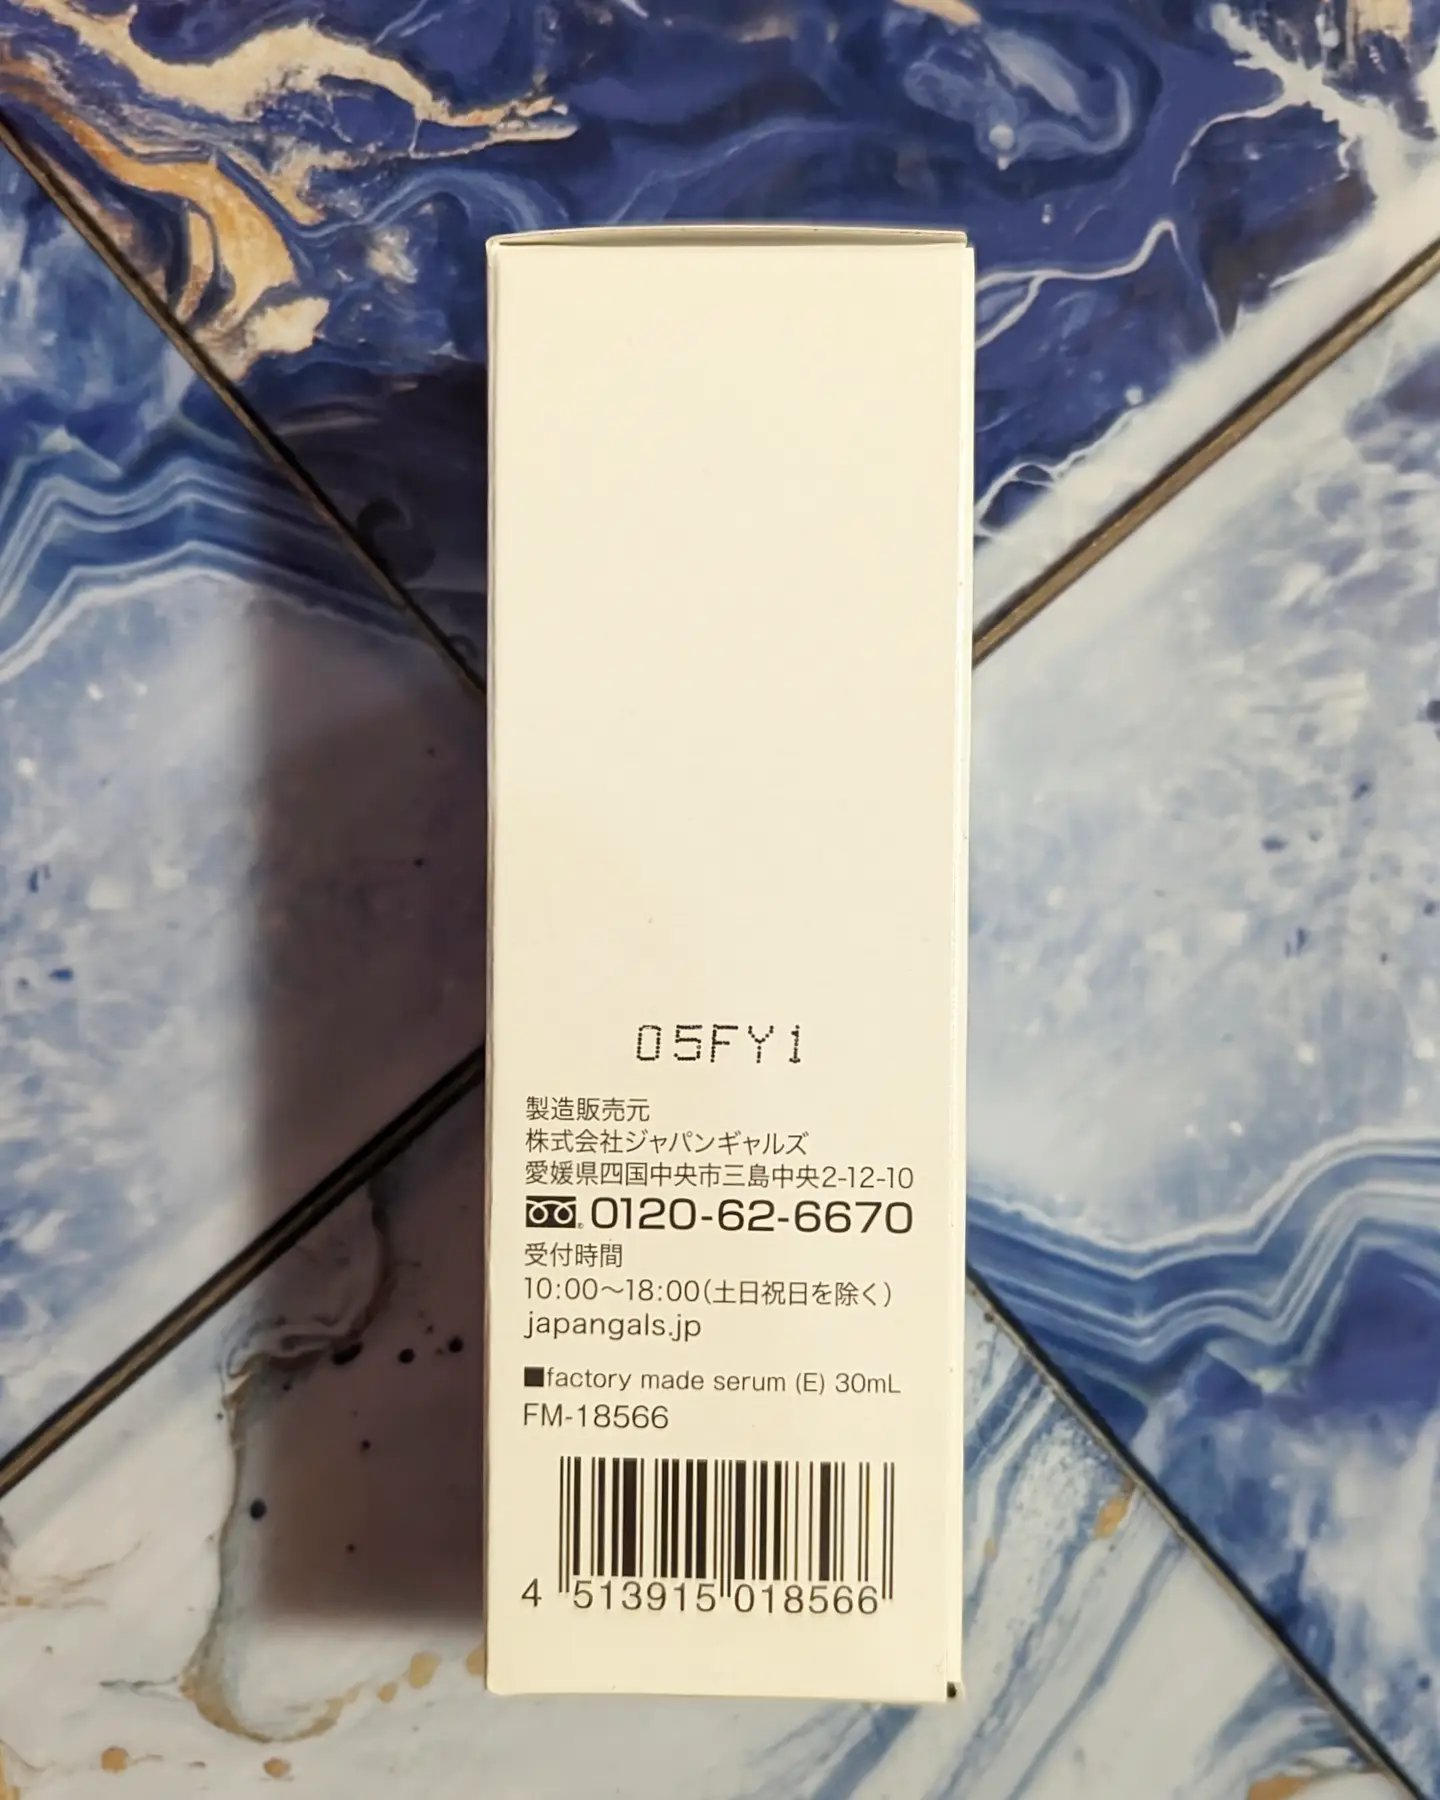 05FY1
製造販売元
株式会社ジャパンギャルズ
愛媛県四国中央市三島中央2-12-10
0120-62-6670
受付時間
10:00〜18:00(土日祝日を除く)
japangals.jp
■factory made serum (E) 30mL
FM-18566
4 513915 018566